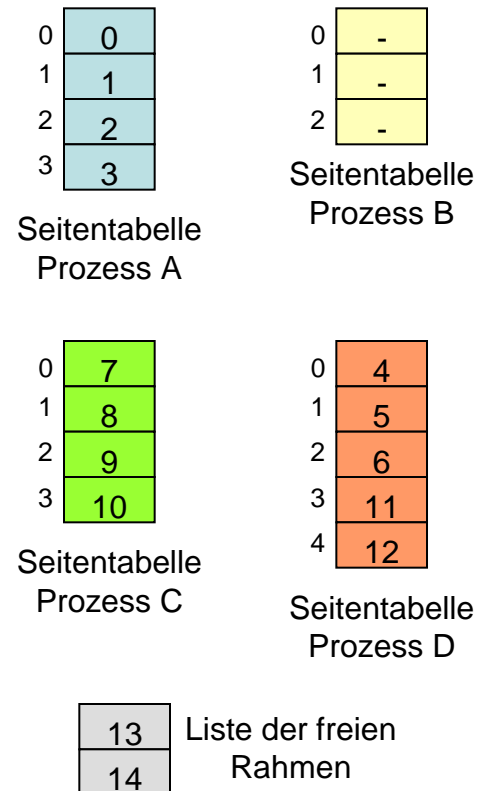 0 0
1 1
2 2
3 3
Seitentabelle
Prozess A
0 -
1 -
2 -
Seitentabelle
Prozess B
0 7
1 8
2 9
3 10
Seitentabelle
Prozess C
0 4
1 5
2 6
3 11
4 12
Seitentabelle
Prozess D
13
14
Liste der freien
Rahmen